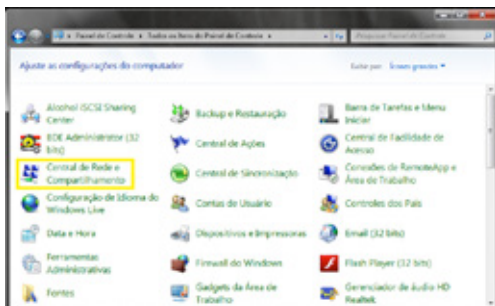 Painel de Controle ▸ Todos os Itens do Painel de Controle ▸
Pesquisar Painel de Controle
Ajuste as configurações do computador
Exibir por: Ícones grandes
Alcohol iSCSI Sharing
Center
Backup e Restauração
Barra de Tarefas e Menu
Iniciar
BDE Administrator (32
bits)
Central de Ações
Central de Facilidade de
Acesso
Central de Rede e
Compartilhamento
Central de Sincronização
Conexões de RemoteApp e
Área de Trabalho
Configuração de Idioma do
Windows Live
Contas de Usuário
Controles dos Pais
Data e Hora
Dispositivos e Impressoras
Email (32 bits)
Ferramentas
Administrativas
Firewall do Windows
Flash Player (32 bits)
Fontes
Gadgets da Área de
Trabalho
Gerenciador de áudio HD
Realtek